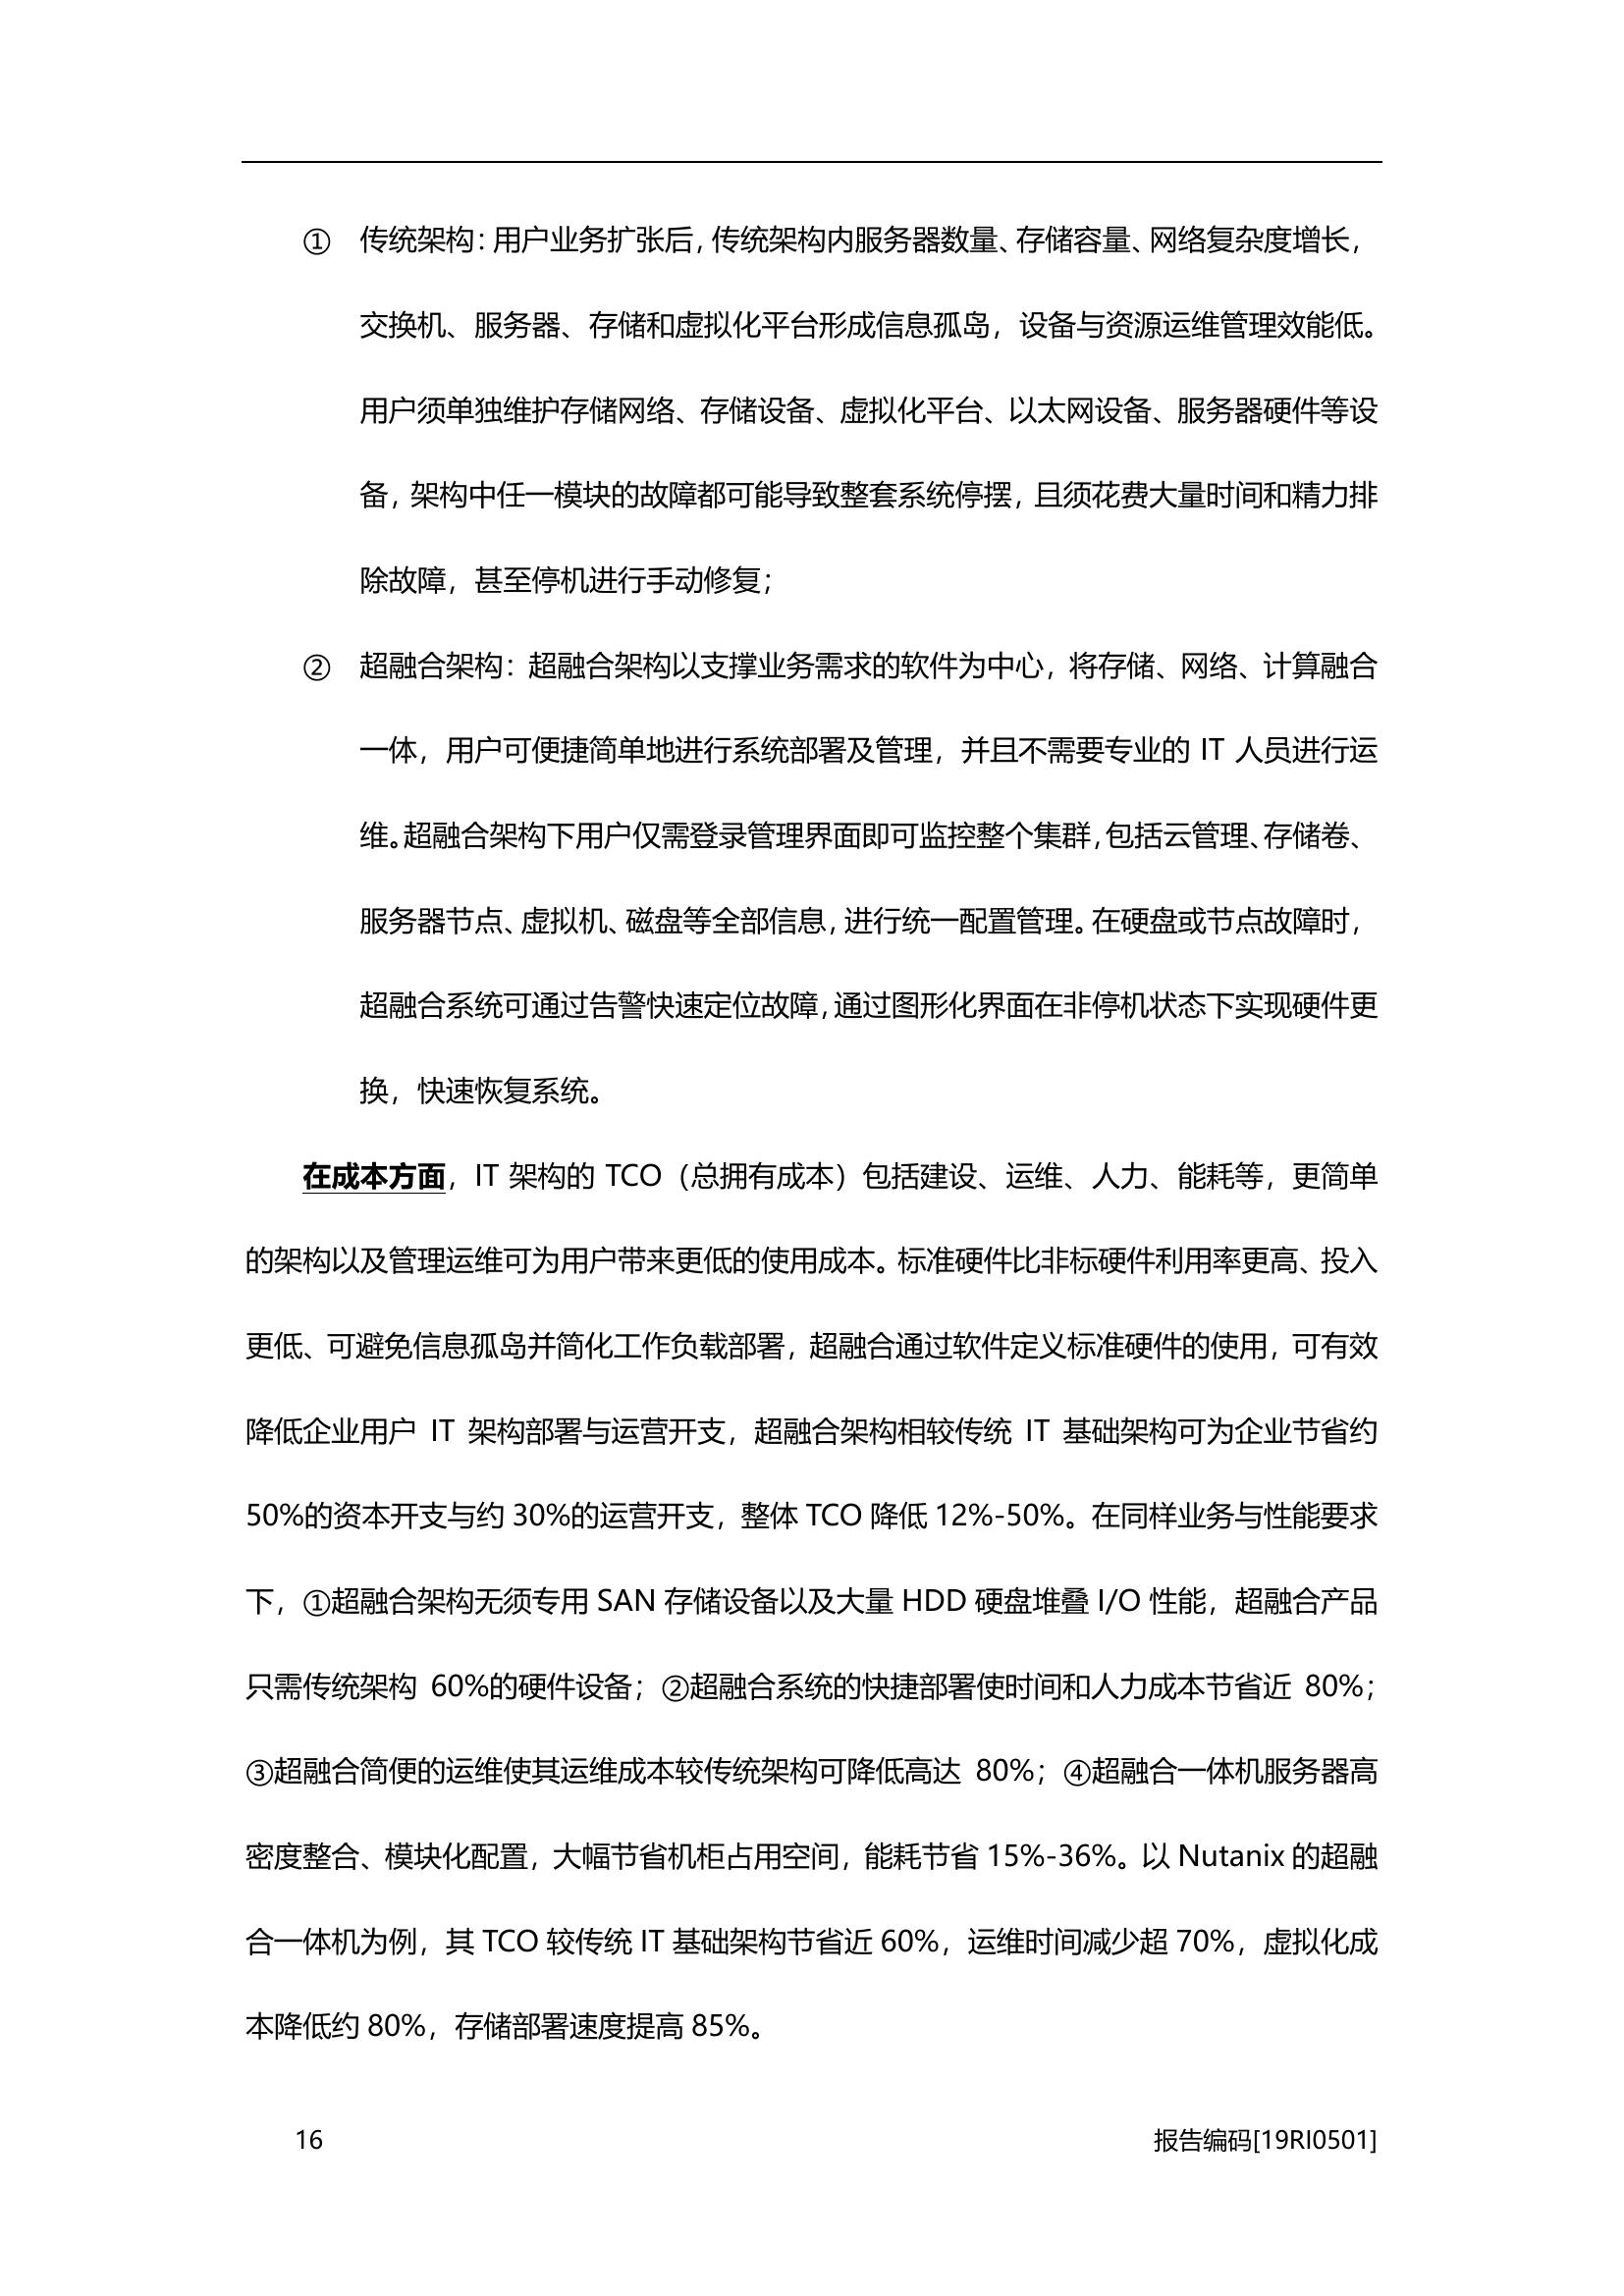 ① 传统架构：用户业务扩张后，传统架构内服务器数量、存储容量、网络复杂度增长，
交换机、服务器、存储和虚拟化平台形成信息孤岛，设备与资源运维管理效能低。
用户须单独维护存储网络、存储设备、虚拟化平台、以太网设备、服务器硬件等设
备，架构中任一模块的故障都可能导致整套系统停摆，且须花费大量时间和精力排
除故障，甚至停机进行手动修复；
② 超融合架构：超融合架构以支撑业务需求的软件为中心，将存储、网络、计算融合
一体，用户可便捷简单地进行系统部署及管理，并且不需要专业的 IT 人员进行运
维。超融合架构下用户仅需登录管理界面即可监控整个集群，包括云管理、存储卷、
服务器节点、虚拟机、磁盘等全部信息，进行统一配置管理。在硬盘或节点故障时，
超融合系统可通过告警快速定位故障，通过图形化界面在非停机状态下实现硬件更
换，快速恢复系统。
在成本方面，IT 架构的 TCO（总拥有成本）包括建设、运维、人力、能耗等，更简单
的架构以及管理运维可为用户带来更低的使用成本。标准硬件比非标硬件利用率更高、投入
更低、可避免信息孤岛并简化工作负载部署，超融合通过软件定义标准硬件的使用，可有效
降低企业用户 IT 架构部署与运营开支，超融合架构相较传统 IT 基础架构可为企业节省约
50%的资本开支与约 30%的运营开支，整体 TCO 降低 12%-50%。在同样业务与性能要求
下，①超融合架构无须专用 SAN 存储设备以及大量 HDD 硬盘堆叠 I/O 性能，超融合产品
只需传统架构 60%的硬件设备；②超融合系统的快捷部署使时间和人力成本节省近 80%；
③超融合简便的运维使其运维成本较传统架构可降低高达 80%；④超融合一体机服务器高
密度整合、模块化配置，大幅节省机柜占用空间，能耗节省 15%-36%。以 Nutanix 的超融
合一体机为例，其 TCO 较传统 IT 基础架构节省近 60%，运维时间减少超 70%，虚拟化成
本降低约 80%，存储部署速度提高 85%。
16 报告编码[19RI0501]